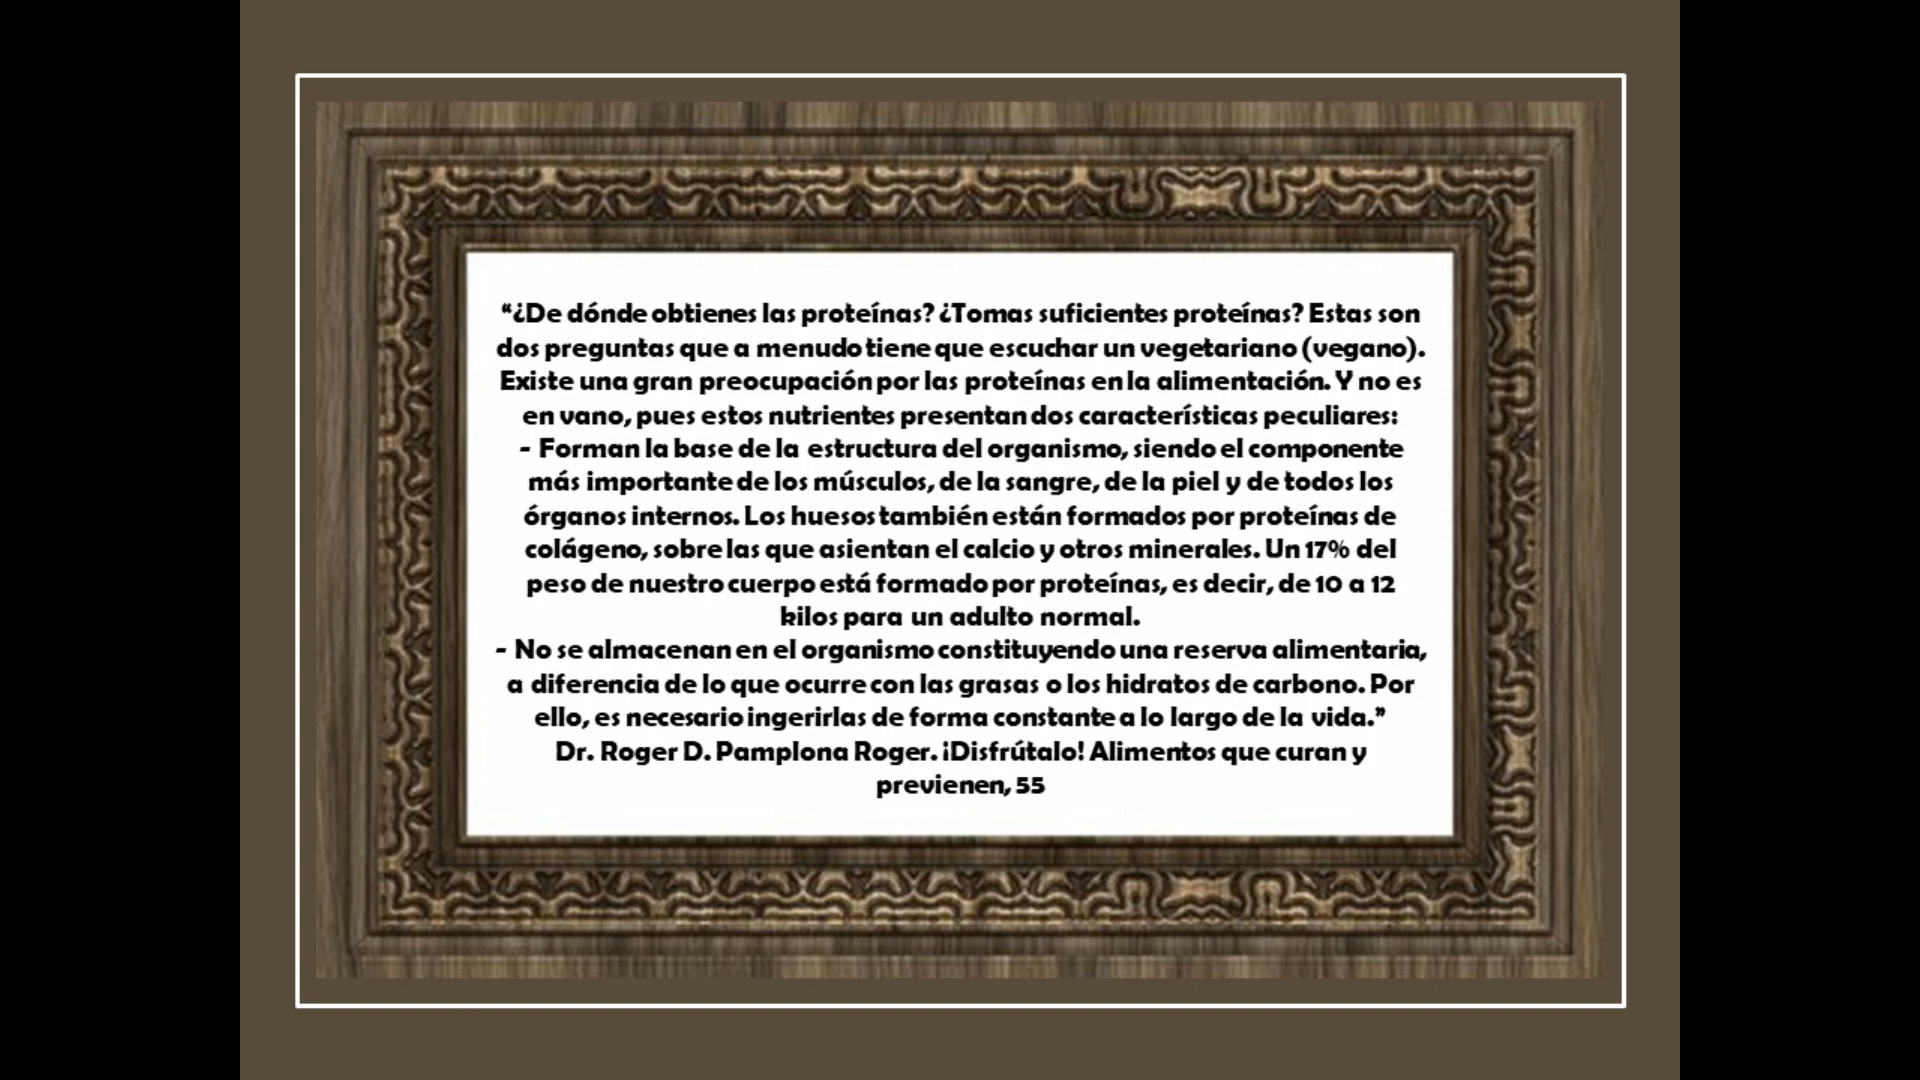 “¿De dónde obtienes las proteínas? ¿Tomas suficientes proteínas? Estas son
dos preguntas que a menudo tiene que escuchar un vegetariano (vegano).
Existe una gran preocupación por las proteínas en la alimentación. Y no es
en vano, pues estos nutrientes presentan dos características peculiares:
- Forman la base de la estructura del organismo, siendo el componente
más importante de los músculos, de la sangre, de la piel y de todos los
órganos internos. Los huesos también están formados por proteínas de
colágeno, sobre las que asientan el calcio y otros minerales. Un 17% del
peso de nuestro cuerpo está formado por proteínas, es decir, de 10 a 12
kilos para un adulto normal.
- No se almacenan en el organismo constituyendo una reserva alimentaria,
a diferencia de lo que ocurre con las grasas o los hidratos de carbono. Por
ello, es necesario ingerirlas de forma constante a lo largo de la vida.”
Dr. Roger D. Pamplona Roger. ¡Disfrútalo! Alimentos que curan y
previenen, 55